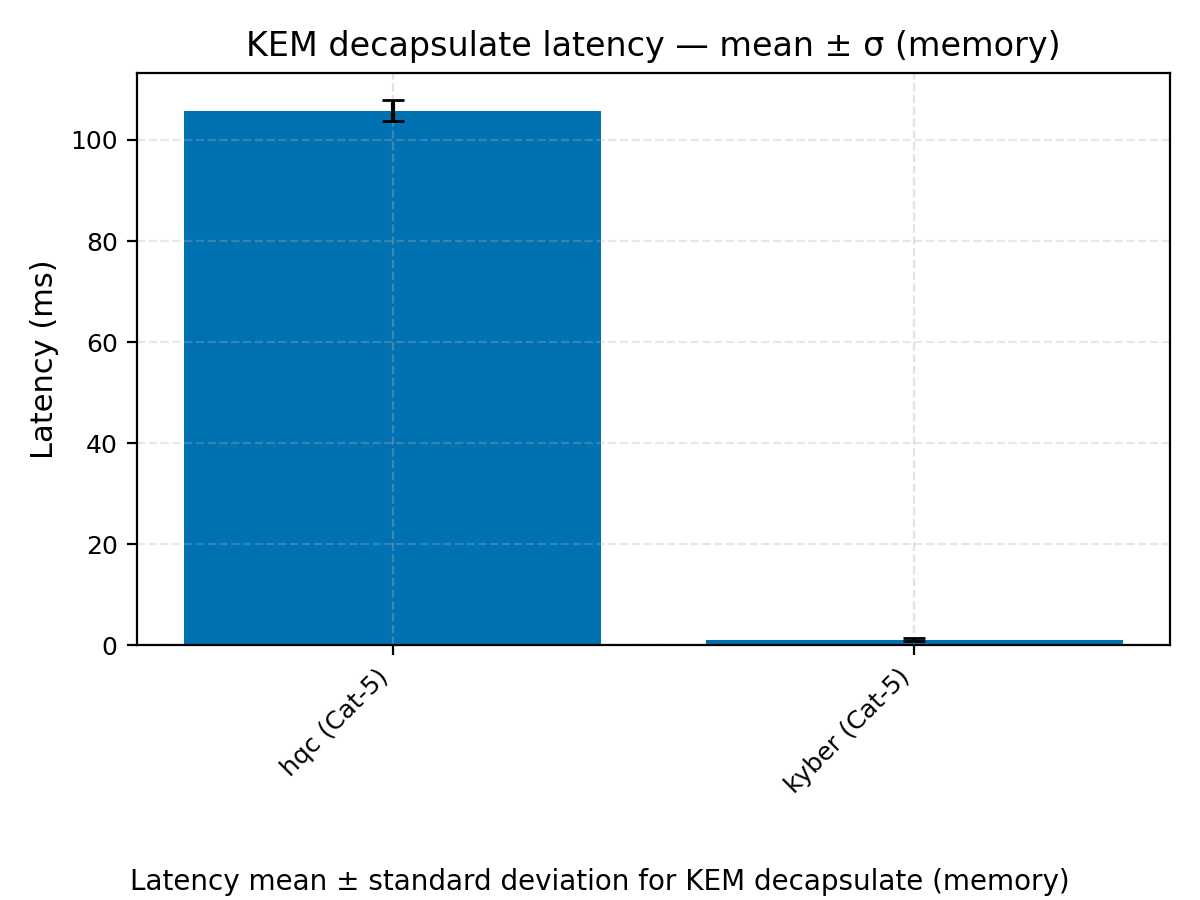 KEM decapsulate latency — mean ± σ (memory)
Latency (ms)
100
80
60
40
20
0
hqc (Cat-5)
kyber (Cat-5)
Latency mean ± standard deviation for KEM decapsulate (memory)